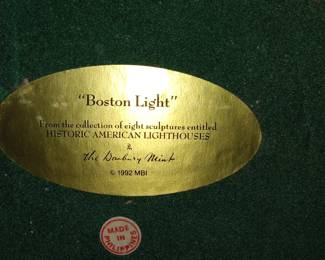 "Boston Light"
From the collection of eight sculptures entitled
HISTORIC AMERICAN LIGHTHOUSES
&
The Danbury Mint
© 1992 MBI
MADE
IN
PHILIPPINES